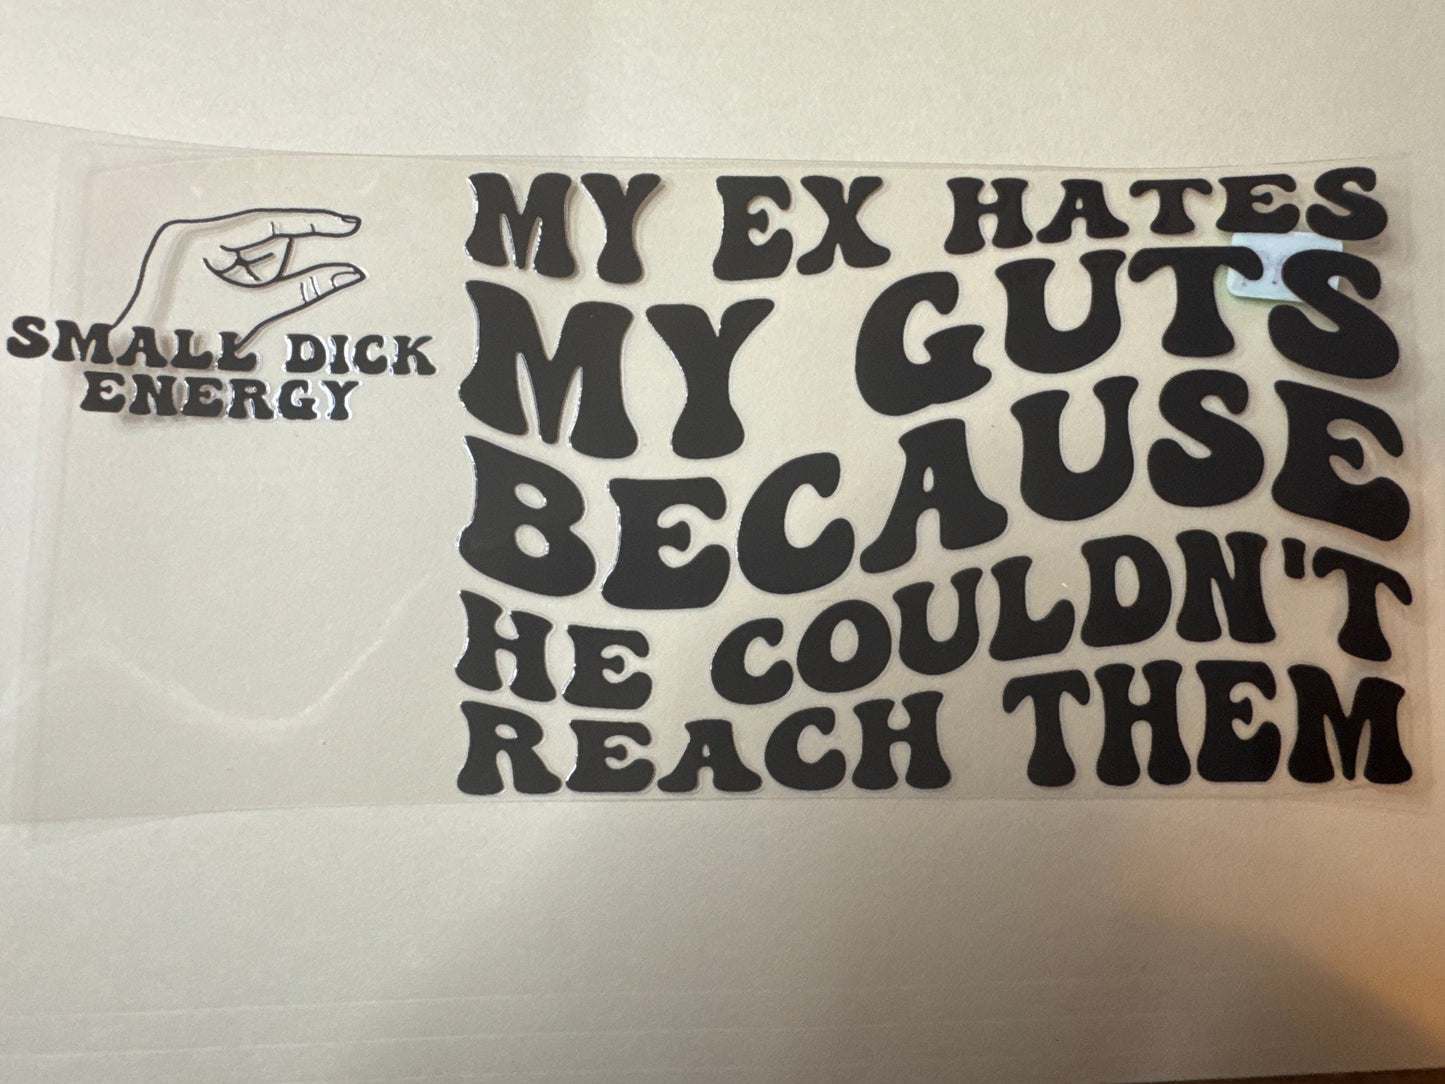 SMALL DICK
ENERGY
MY EX HATES
MY GUTS
BECAUSE
HE COULDN'T
REACH THEM